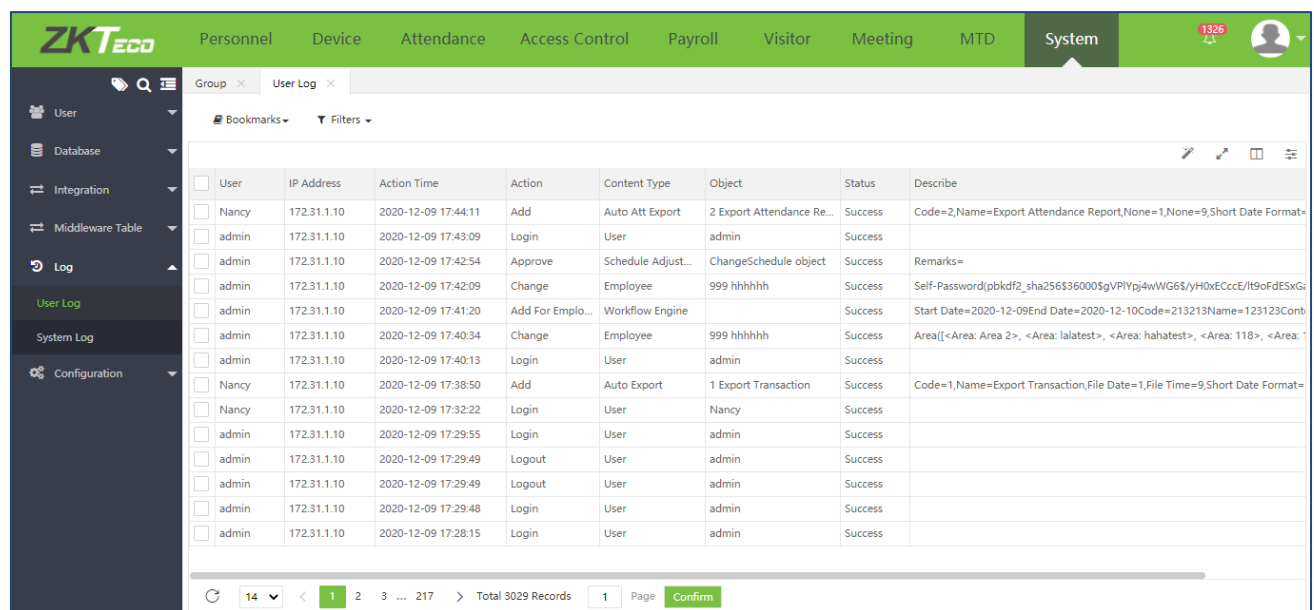 ZKTECO Personnel Device Attendance Access Control Payroll Visitor Meeting MTD System 1326
Group User Log
User
Database
Integration
Middleware Table
Log
User Log
System Log
Configuration
Bookmarks Filters
User IP Address Action Time Action Content Type Object Status Describe
Nancy 172.31.1.10 2020-12-09 17:44:11 Add Auto Att Export 2 Export Attendance Re... Success Code=2,Name=Export Attendance Report,None=1,None=9,Short Date Format=
admin 172.31.1.10 2020-12-09 17:43:09 Login User admin Success
admin 172.31.1.10 2020-12-09 17:42:54 Approve Schedule Adjust... ChangeSchedule object Success Remarks=
admin 172.31.1.10 2020-12-09 17:42:09 Change Employee 999 hhhhhh Success Self-Password(pbkdf2_sha256$36000$gVPlYpj4wWG6$/yH0xECccE/lt9oFdESxGa
admin 172.31.1.10 2020-12-09 17:41:20 Add For Emplo... Workflow Engine Success Start Date=2020-12-09End Date=2020-12-10Code=213213Name=123123Cont
admin 172.31.1.10 2020-12-09 17:40:34 Change Employee 999 hhhhhh Success Area([<Area: Area 2>, <Area: lalatest>, <Area: hahatest>, <Area: 118>, <Area: 1
admin 172.31.1.10 2020-12-09 17:40:13 Login User admin Success
Nancy 172.31.1.10 2020-12-09 17:38:50 Add Auto Export 1 Export Transaction Success Code=1,Name=Export Transaction,File Date=1,File Time=9,Short Date Format=
Nancy 172.31.1.10 2020-12-09 17:32:22 Login User Nancy Success
admin 172.31.1.10 2020-12-09 17:29:55 Login User admin Success
admin 172.31.1.10 2020-12-09 17:29:49 Logout User admin Success
admin 172.31.1.10 2020-12-09 17:29:49 Logout User admin Success
admin 172.31.1.10 2020-12-09 17:29:48 Login User admin Success
admin 172.31.1.10 2020-12-09 17:28:15 Login User admin Success
14 < 1 2 3 ... 217 > Total 3029 Records 1 Page Confirm